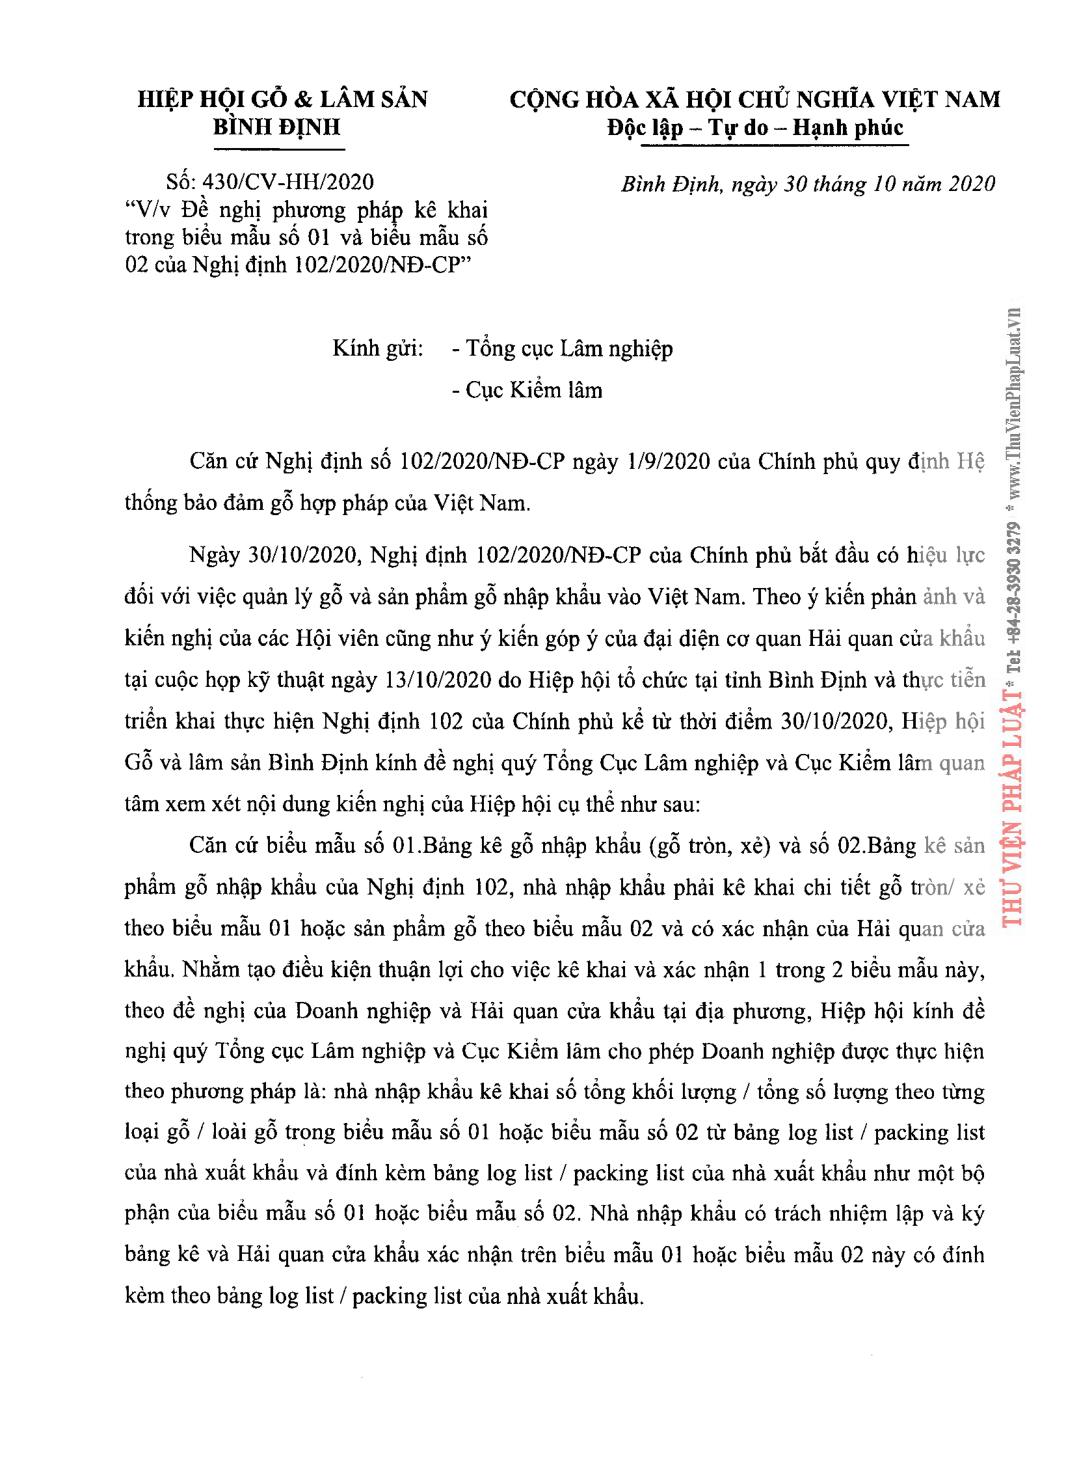 HIỆP HỘI GỖ & LÂM SẢN
BÌNH ĐỊNH
CỘNG HÒA XÃ HỘI CHỦ NGHĨA VIỆT NAM
Độc lập – Tự do – Hạnh phúc
Số: 430/CV-HH/2020
“V/v Đề nghị phương pháp kê khai
trong biểu mẫu số 01 và biểu mẫu số
02 của Nghị định 102/2020/NĐ-CP”
Bình Định, ngày 30 tháng 10 năm 2020
Kính gửi: - Tổng cục Lâm nghiệp
- Cục Kiểm lâm
Căn cứ Nghị định số 102/2020/NĐ-CP ngày 1/9/2020 của Chính phủ quy định Hệ
thống bảo đảm gỗ hợp pháp của Việt Nam.
Ngày 30/10/2020, Nghị định 102/2020/NĐ-CP của Chính phủ bắt đầu có hiệu lực
đối với việc quản lý gỗ và sản phẩm gỗ nhập khẩu vào Việt Nam. Theo ý kiến phản ảnh và
kiến nghị của các Hội viên cũng như ý kiến góp ý của đại diện cơ quan Hải quan cửa khẩu
tại cuộc họp kỹ thuật ngày 13/10/2020 do Hiệp hội tổ chức tại tỉnh Bình Định và thực tiễn
triển khai thực hiện Nghị định 102 của Chính phủ kể từ thời điểm 30/10/2020, Hiệp hội
Gỗ và lâm sản Bình Định kính đề nghị quý Tổng Cục Lâm nghiệp và Cục Kiểm lâm quan
tâm xem xét nội dung kiến nghị của Hiệp hội cụ thể như sau:
Căn cứ biểu mẫu số 01.Bảng kê gỗ nhập khẩu (gỗ tròn, xẻ) và số 02.Bảng kê sản
phẩm gỗ nhập khẩu của Nghị định 102, nhà nhập khẩu phải kê khai chi tiết gỗ tròn/ xẻ
theo biểu mẫu 01 hoặc sản phẩm gỗ theo biểu mẫu 02 và có xác nhận của Hải quan cửa
khẩu. Nhằm tạo điều kiện thuận lợi cho việc kê khai và xác nhận 1 trong 2 biểu mẫu này,
theo đề nghị của Doanh nghiệp và Hải quan cửa khẩu tại địa phương, Hiệp hội kính đề
nghị quý Tổng cục Lâm nghiệp và Cục Kiểm lâm cho phép Doanh nghiệp được thực hiện
theo phương pháp là: nhà nhập khẩu kê khai số tổng khối lượng / tổng số lượng theo từng
loại gỗ / loài gỗ trong biểu mẫu số 01 hoặc biểu mẫu số 02 từ bảng log list / packing list
của nhà xuất khẩu và đính kèm bảng log list / packing list của nhà xuất khẩu như một bộ
phận của biểu mẫu số 01 hoặc biểu mẫu số 02. Nhà nhập khẩu có trách nhiệm lập và ký
bảng kê và Hải quan cửa khẩu xác nhận trên biểu mẫu 01 hoặc biểu mẫu 02 này có đính
kèm theo bảng log list / packing list của nhà xuất khẩu.
THƯ VIỆN PHÁP LUẬT * Tel: +84-28-3930 3279 * www.ThuVienPhapLuat.vn